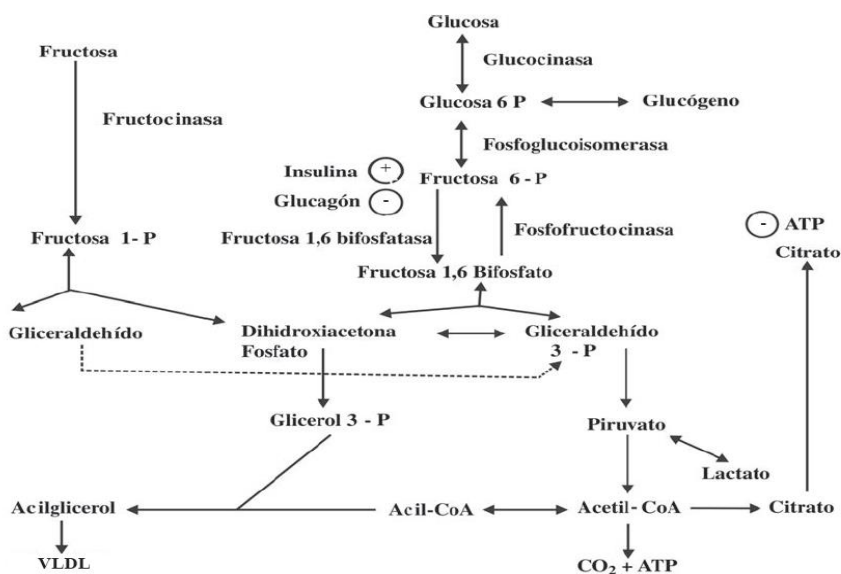 Glucosa
Fructosa
Glucocinasa
Glucosa 6 P
Glucógeno
Fructocinasa
Fosfoglucoisomerasa
Insulina +
Fructosa 6 - P
Glucagón -
- ATP
Fructosa 1- P
Fructosa 1,6 bifosfatasa
Fosfofructocinasa
Citrato
Fructosa 1,6 Bifosfato
Gliceraldehído
Dihidroxiacetona
Fosfato
Gliceraldehído
3 - P
Glicerol 3 - P
Piruvato
Lactato
Acilglicerol
Acil-CoA
Acetil-CoA
Citrato
VLDL
CO₂ + ATP